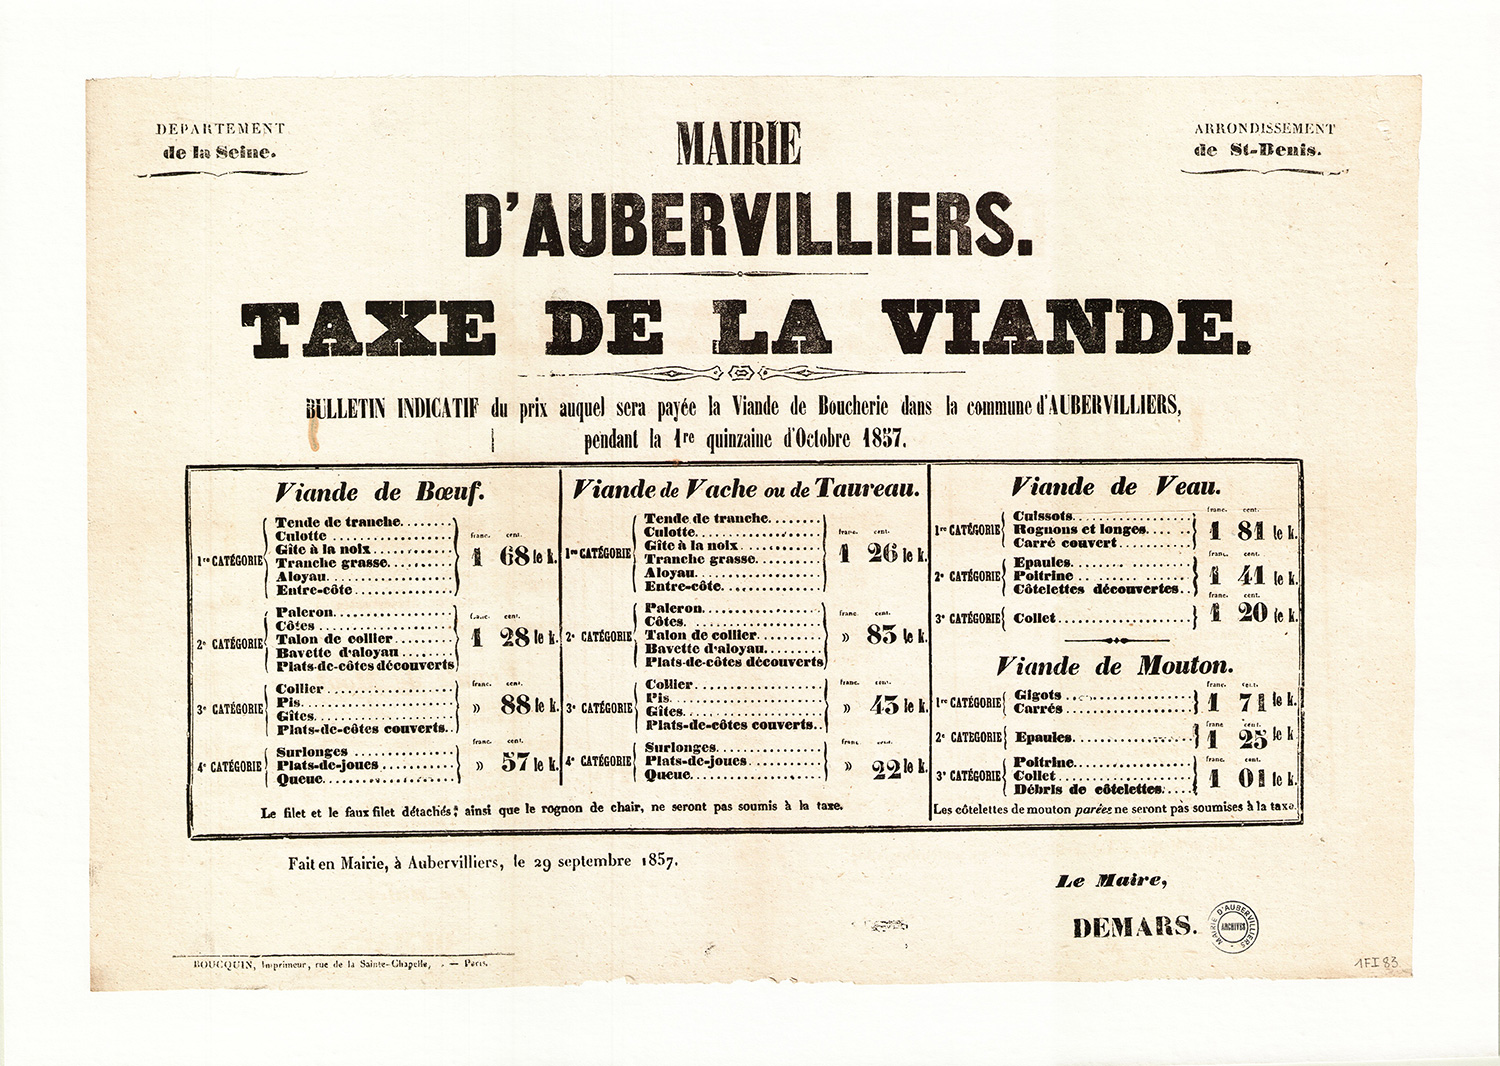 DEPARTEMENT
de la Seine.
MAIRIE
ARRONDISSEMENT
de St-Denis.
D'AUBERVILLIERS.
TAXE DE LA VIANDE.
BULLETIN INDICATIF du prix auquel sera payée la Viande de Boucherie dans la commune d'AUBERVILLIERS,
pendant la 1re quinzaine d'Octobre 1857.
Viande de Bœuf.
1re CATÉGORIE
Tende de tranche
Culotte
Gîte à la noix
Tranche grasse
Aloyau
Entre-côte
franc. cent.
1 68 le k.
2e CATÉGORIE
Paleron
Côtes
Talon de collier
Bavette d'aloyau
Plats-de-côtes découverts
franc. cent.
1 28 le k.
3e CATÉGORIE
Collier
Pis
Gîtes
Plats-de-côtes couverts
franc. cent.
» 88 le k.
4e CATÉGORIE
Surlonges
Plats-de-joues
Queue
franc. cent.
» 57 le k.
Viande de Vache ou de Taureau.
1re CATÉGORIE
Tende de tranche
Culotte
Gîte à la noix
Tranche grasse
Aloyau
Entre-côte
franc. cent.
1 26 le k.
2e CATÉGORIE
Paleron
Côtes
Talon de collier
Bavette d'aloyau
Plats-de-côtes découverts
franc. cent.
» 83 le k.
3e CATÉGORIE
Collier
Pis
Gîtes
Plats-de-côtes couverts
franc. cent.
» 43 le k.
4e CATÉGORIE
Surlonges
Plats-de-joues
Queue
franc. cent.
» 22 le k.
Le filet et le faux filet détachés, ainsi que le rognon de chair, ne seront pas soumis à la taxe.
Viande de Veau.
1re CATÉGORIE
Cuissots
Rognons et longes
Carré couvert
franc. cent.
1 81 le k.
2e CATÉGORIE
Epaules
Poitrine
Côtelettes découvertes
franc. cent.
1 41 le k.
3e CATÉGORIE
Collet
franc. cent.
1 20 le k.
Viande de Mouton.
1re CATÉGORIE
Gigots
Carrés
franc. cent.
1 71 le k.
2e CATÉGORIE
Epaules
franc. cent.
1 25 le k
3e CATÉGORIE
Poitrine
Collet
Débris de côtelettes
franc. cent.
1 01 le k.
Les côtelettes de mouton parées ne seront pas soumises à la taxe.
Fait en Mairie, à Aubervilliers, le 29 septembre 1857.
Le Maire,
DEMARS.
MAIRIE D'AUBERVILLIERS
ARCHIVES
BOUCQUIN, Imprimeur, rue de la Sainte-Chapelle, . — Paris.
1FI83